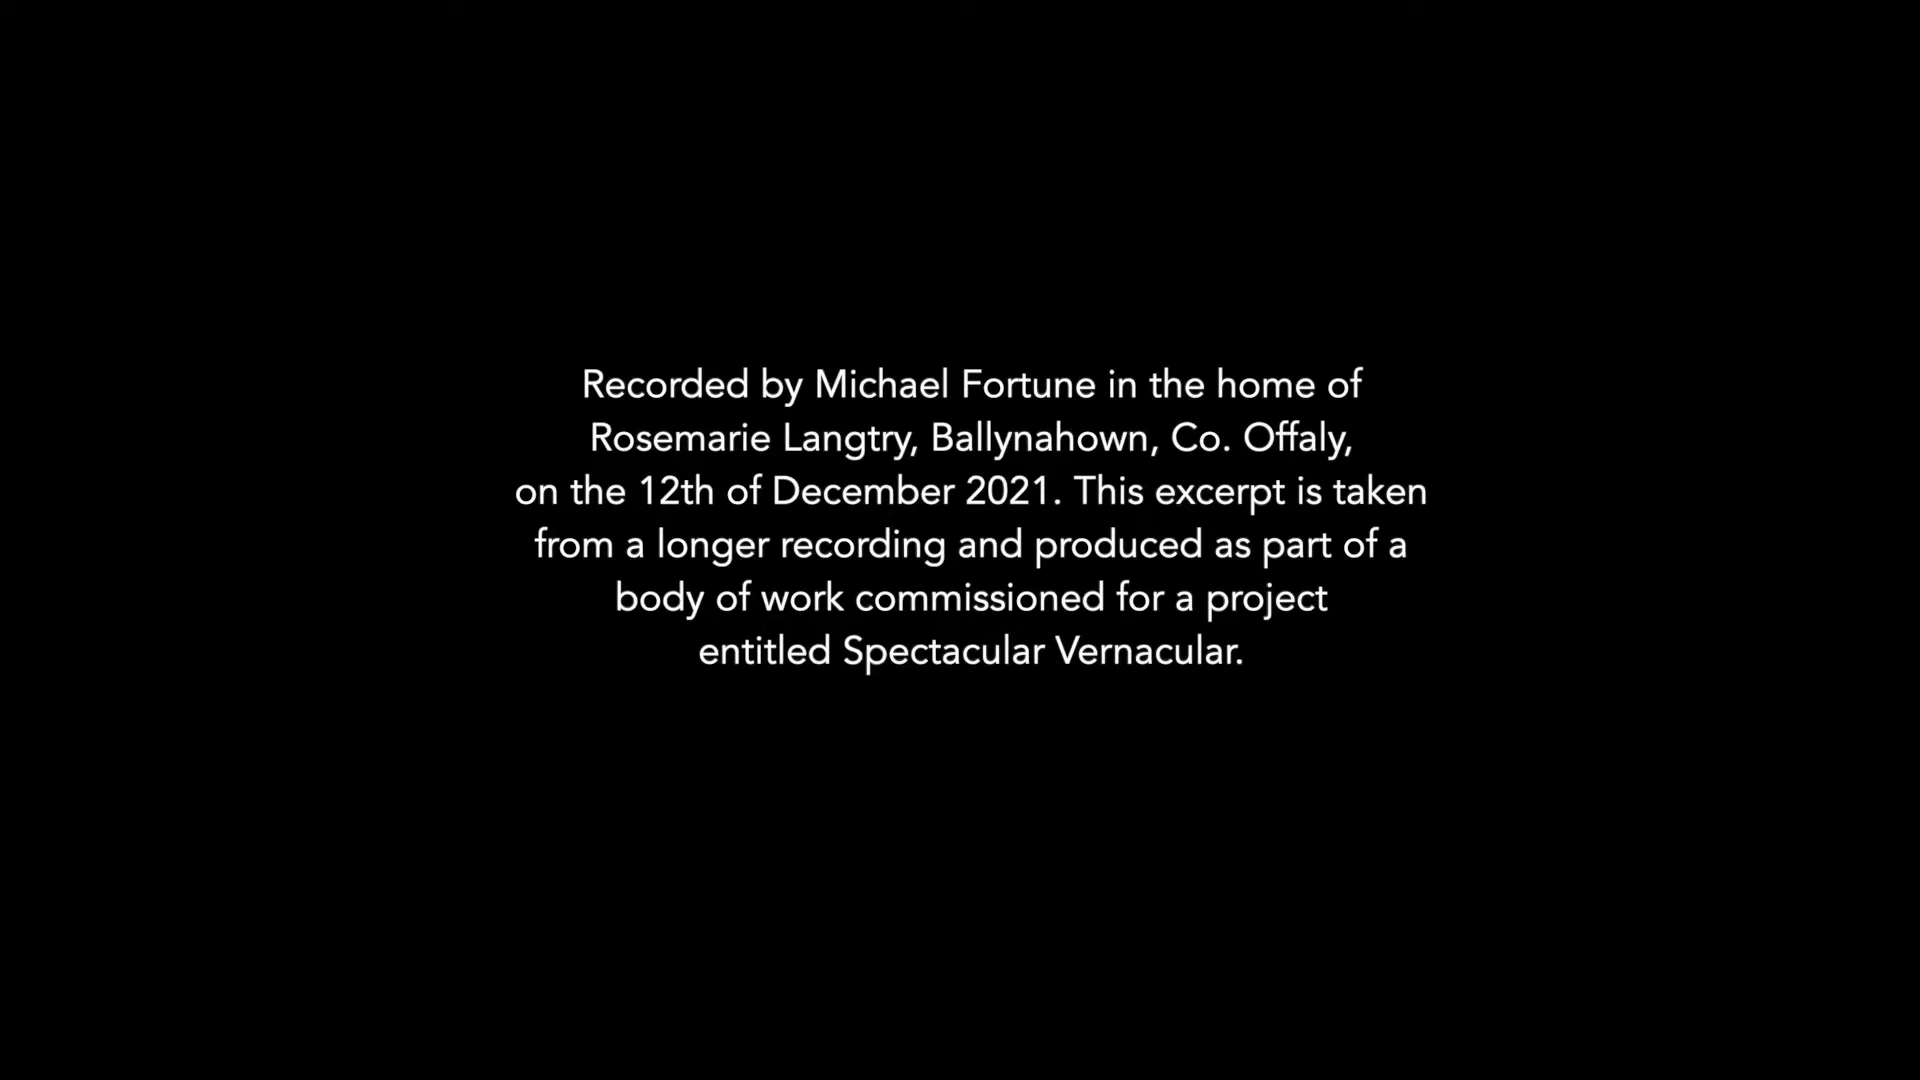 Recorded by Michael Fortune in the home of
Rosemarie Langtry, Ballynahown, Co. Offaly,
on the 12th of December 2021. This excerpt is taken
from a longer recording and produced as part of a
body of work commissioned for a project
entitled Spectacular Vernacular.